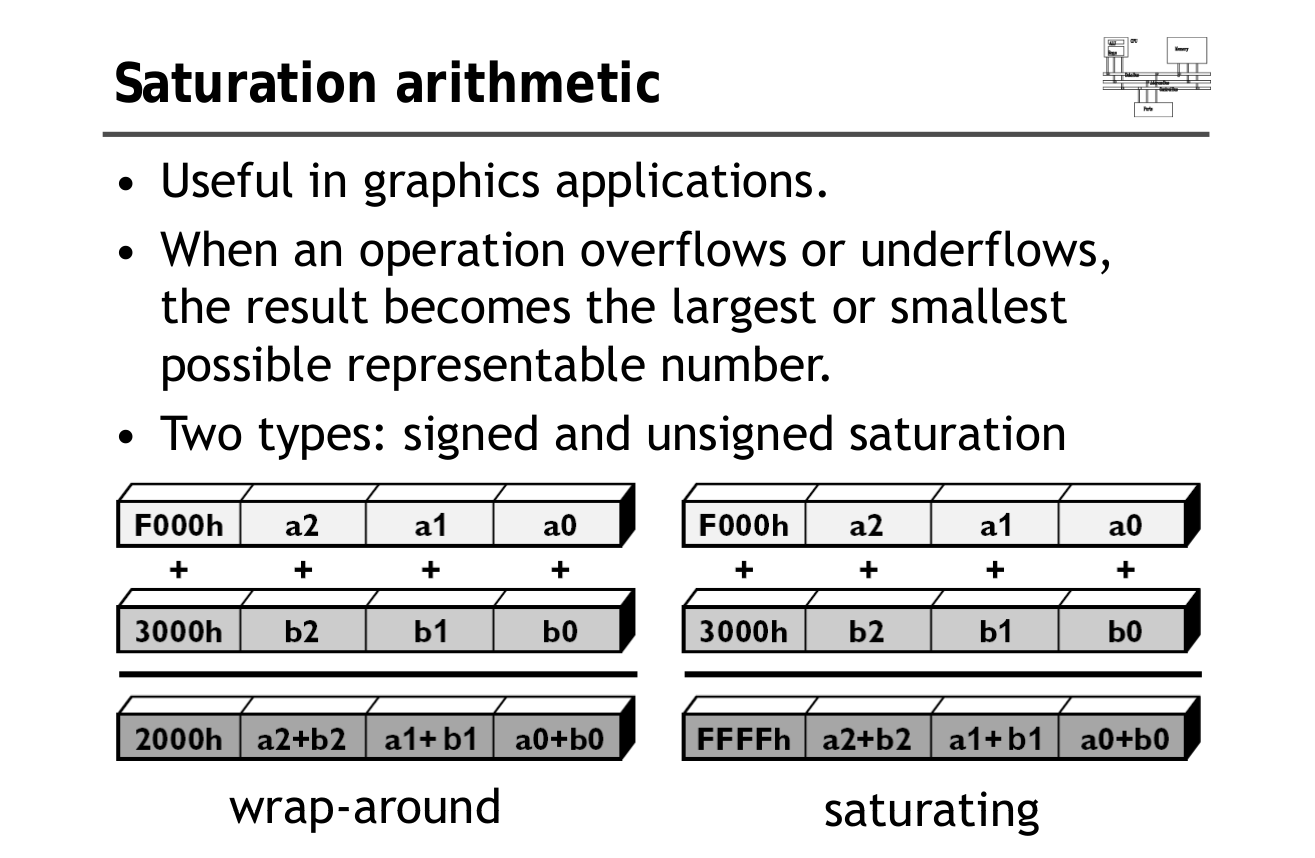 Saturation arithmetic
CPU
Memory
Ports
• Useful in graphics applications.
• When an operation overflows or underflows,
the result becomes the largest or smallest
possible representable number.
• Two types: signed and unsigned saturation
F000h a2 a1 a0
+ + + +
3000h b2 b1 b0
2000h a2+b2 a1+b1 a0+b0
wrap-around
F000h a2 a1 a0
+ + + +
3000h b2 b1 b0
FFFFh a2+b2 a1+b1 a0+b0
saturating